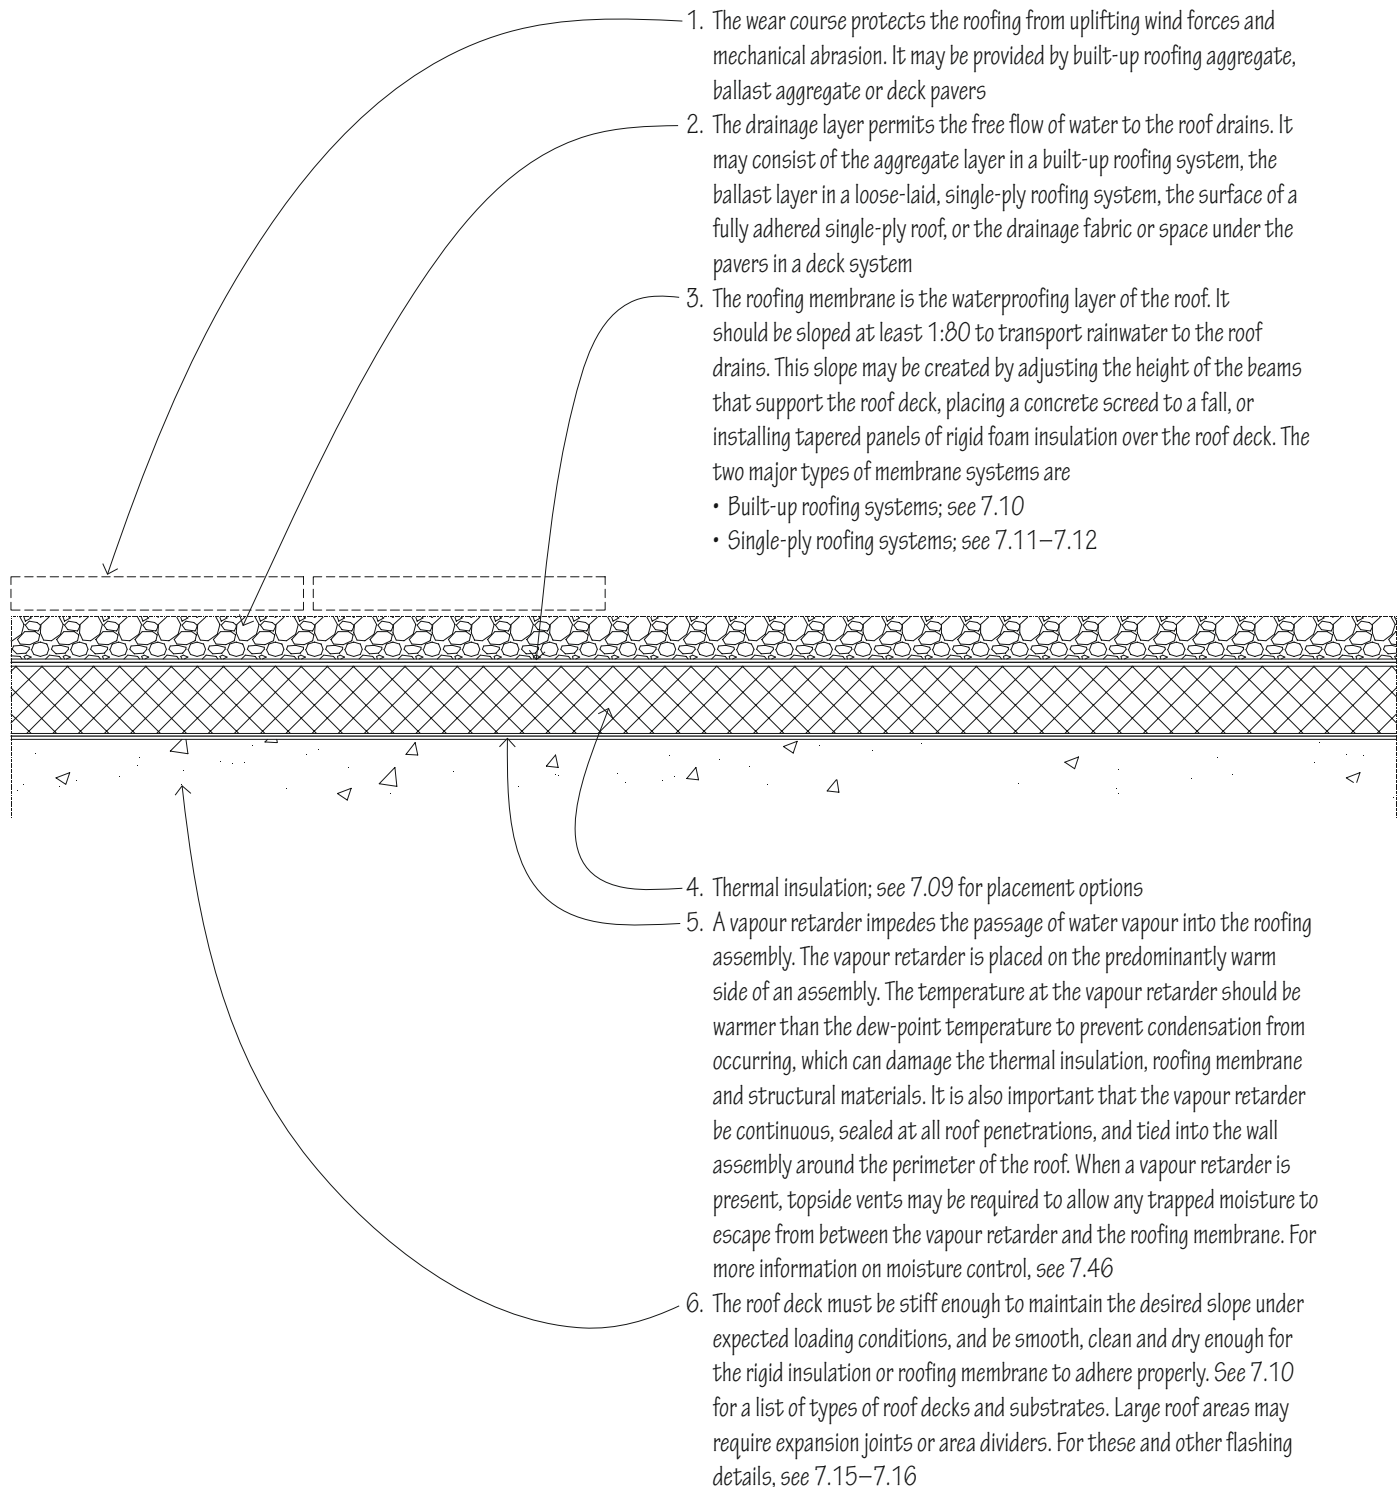 1. The wear course protects the roofing from uplifting wind forces and
mechanical abrasion. It may be provided by built-up roofing aggregate,
ballast aggregate or deck pavers
2. The drainage layer permits the free flow of water to the roof drains. It
may consist of the aggregate layer in a built-up roofing system, the
ballast layer in a loose-laid, single-ply roofing system, the surface of a
fully adhered single-ply roof, or the drainage fabric or space under the
pavers in a deck system
3. The roofing membrane is the waterproofing layer of the roof. It
should be sloped at least 1:80 to transport rainwater to the roof
drains. This slope may be created by adjusting the height of the beams
that support the roof deck, placing a concrete screed to a fall, or
installing tapered panels of rigid foam insulation over the roof deck. The
two major types of membrane systems are
• Built-up roofing systems; see 7.10
• Single-ply roofing systems; see 7.11–7.12
4. Thermal insulation; see 7.09 for placement options
5. A vapour retarder impedes the passage of water vapour into the roofing
assembly. The vapour retarder is placed on the predominantly warm
side of an assembly. The temperature at the vapour retarder should be
warmer than the dew-point temperature to prevent condensation from
occurring, which can damage the thermal insulation, roofing membrane
and structural materials. It is also important that the vapour retarder
be continuous, sealed at all roof penetrations, and tied into the wall
assembly around the perimeter of the roof. When a vapour retarder is
present, topside vents may be required to allow any trapped moisture to
escape from between the vapour retarder and the roofing membrane. For
more information on moisture control, see 7.46
6. The roof deck must be stiff enough to maintain the desired slope under
expected loading conditions, and be smooth, clean and dry enough for
the rigid insulation or roofing membrane to adhere properly. See 7.10
for a list of types of roof decks and substrates. Large roof areas may
require expansion joints or area dividers. For these and other flashing
details, see 7.15–7.16